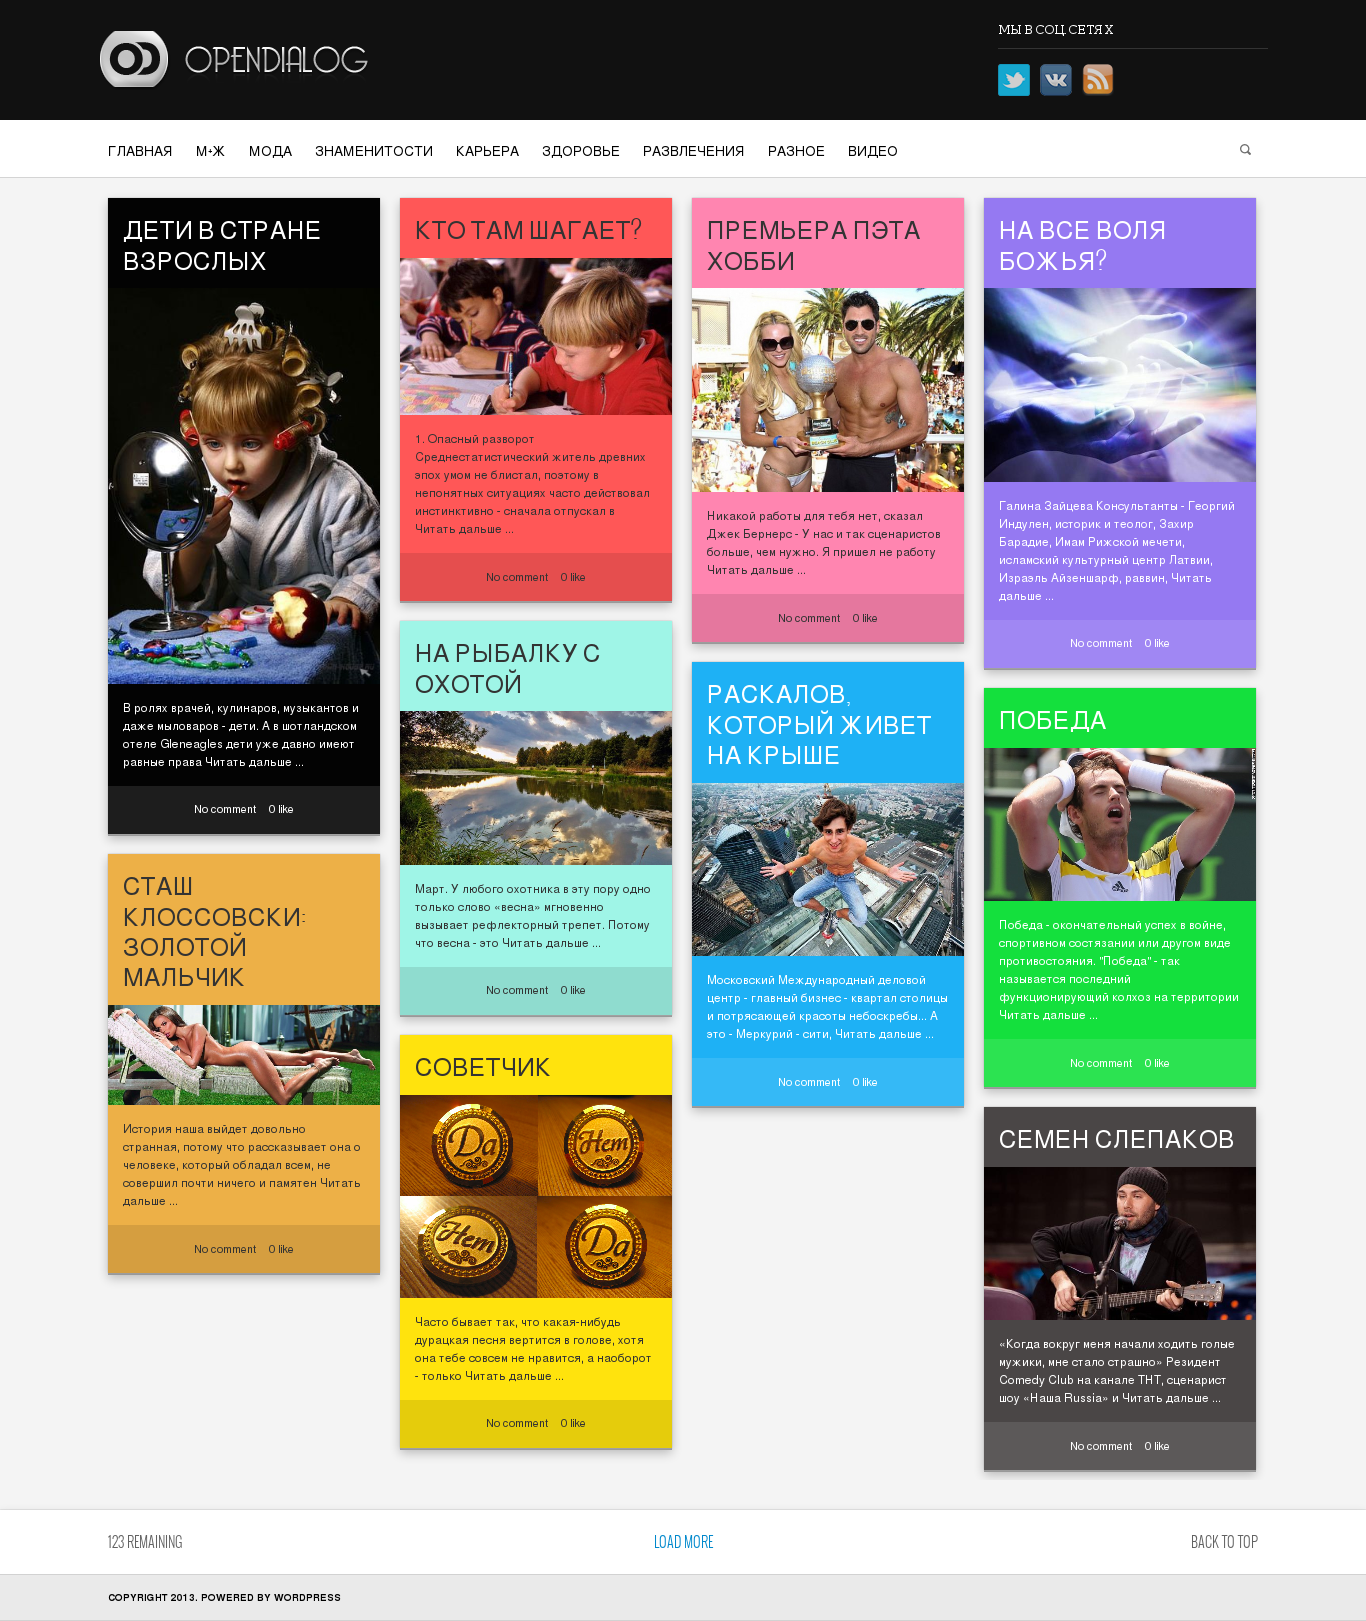 OPENDIALOG
МЫ В СОЦ. СЕТЯХ
ГЛАВНАЯ М+Ж МОДА ЗНАМЕНИТОСТИ КАРЬЕРА ЗДОРОВЬЕ РАЗВЛЕЧЕНИЯ РАЗНОЕ ВИДЕО
ДЕТИ В СТРАНЕ
ВЗРОСЛЫХ
В ролях врачей, кулинаров, музыкантов и
даже мыловаров - дети. А в шотландском
отеле Gleneagles дети уже давно имеют
равные права Читать дальше ...
No comment 0 like
СТАШ
КЛОССОВСКИ:
ЗОЛОТОЙ
МАЛЬЧИК
История наша выйдет довольно
странная, потому что рассказывает она о
человеке, который обладал всем, не
совершил почти ничего и памятен Читать
дальше ...
No comment 0 like
КТО ТАМ ШАГАЕТ?
1. Опасный разворот
Среднестатистический житель древних
эпох умом не блистал, поэтому в
непонятных ситуациях часто действовал
инстинктивно - сначала отпускал в
Читать дальше ...
No comment 0 like
НА РЫБАЛКУ С
ОХОТОЙ
Март. У любого охотника в эту пору одно
только слово «весна» мгновенно
вызывает рефлекторный трепет. Потому
что весна - это Читать дальше ...
No comment 0 like
СОВЕТЧИК
Да
Нет
Нет
Да
Часто бывает так, что какая-нибудь
дурацкая песня вертится в голове, хотя
она тебе совсем не нравится, а наоборот
- только Читать дальше ...
No comment 0 like
ПРЕМЬЕРА ПЭТА
ХОББИ
Никакой работы для тебя нет, сказал
Джек Бернерс - У нас и так сценаристов
больше, чем нужно. Я пришел не работу
Читать дальше ...
No comment 0 like
РАСКАЛОВ,
КОТОРЫЙ ЖИВЕТ
НА КРЫШЕ
Московский Международный деловой
центр - главный бизнес - квартал столицы
и потрясающей красоты небоскребы... А
это - Меркурий - сити, Читать дальше ...
No comment 0 like
НА ВСЕ ВОЛЯ
БОЖЬЯ?
Галина Зайцева Консультанты - Георгий
Индулен, историк и теолог, Захир
Барадие, Имам Рижской мечети,
исламский культурный центр Латвии,
Израэль Айзеншарф, раввин, Читать
дальше ...
No comment 0 like
ПОБЕДА
Победа - окончательный успех в войне,
спортивном состязании или другом виде
противостояния. "Победа" - так
называется последний
функционирующий колхоз на территории
Читать дальше ...
No comment 0 like
СЕМЕН СЛЕПАКОВ
«Когда вокруг меня начали ходить голые
мужики, мне стало страшно» Резидент
Comedy Club на канале ТНТ, сценарист
шоу «Наша Russia» и Читать дальше ...
No comment 0 like
123 REMAINING
LOAD MORE
BACK TO TOP
COPYRIGHT 2013. POWERED BY WORDPRESS